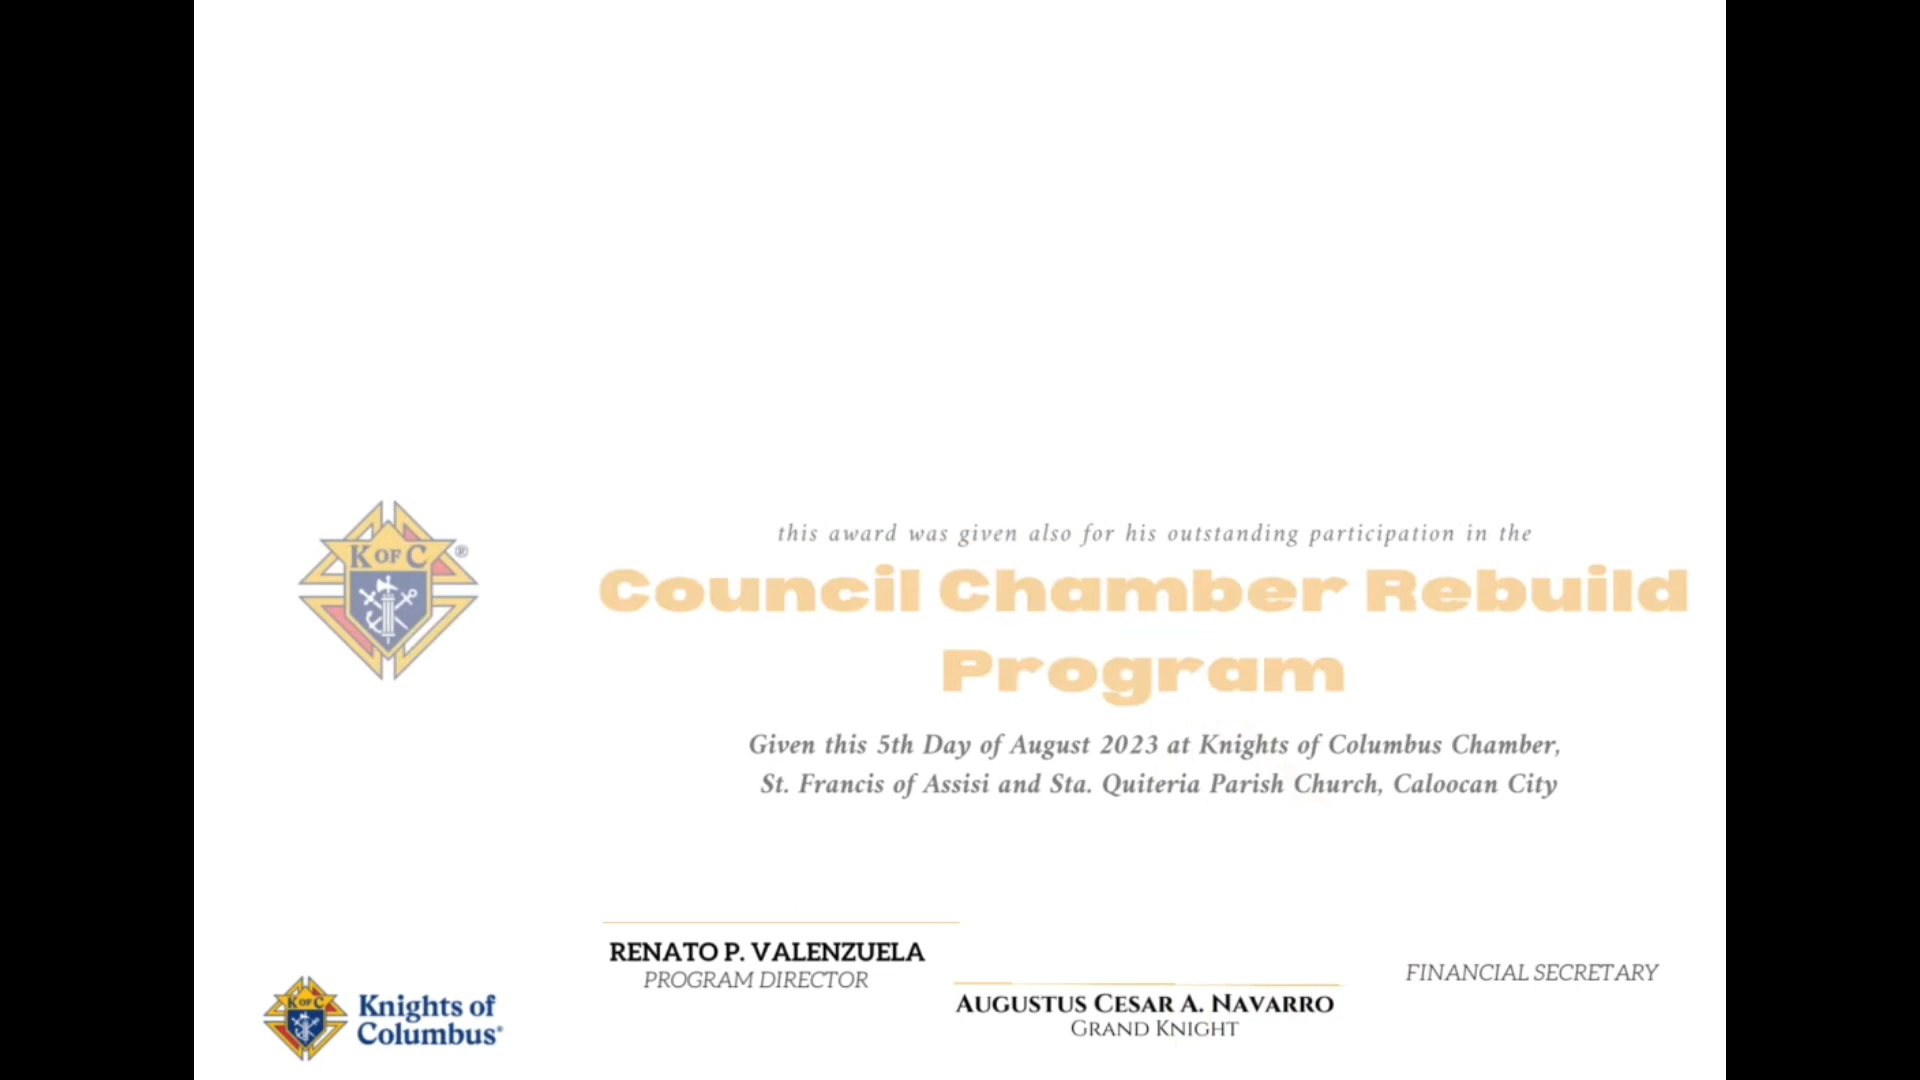 K OF C ®
this award was given also for his outstanding participation in the
Council Chamber Rebuild
Program
Given this 5th Day of August 2023 at Knights of Columbus Chamber,
St. Francis of Assisi and Sta. Quiteria Parish Church, Caloocan City
RENATO P. VALENZUELA
PROGRAM DIRECTOR
AUGUSTUS CESAR A. NAVARRO
GRAND KNIGHT
FINANCIAL SECRETARY
K OF C
Knights of
Columbus®